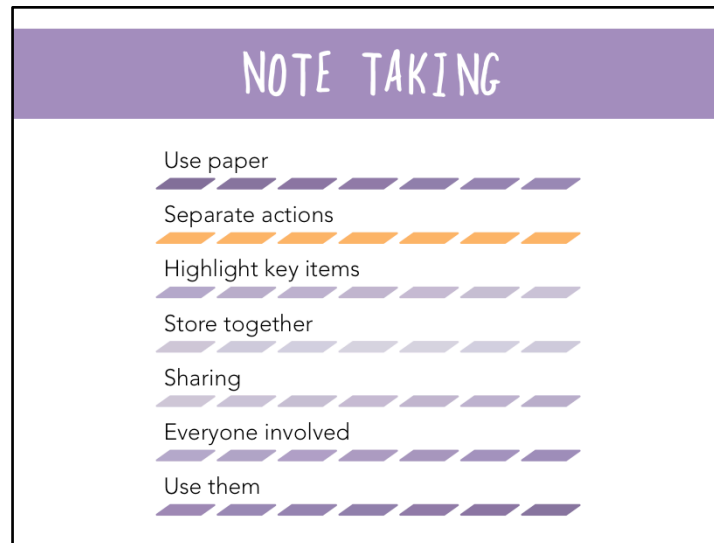 NOTE TAKING
Use paper
Separate actions
Highlight key items
Store together
Sharing
Everyone involved
Use them